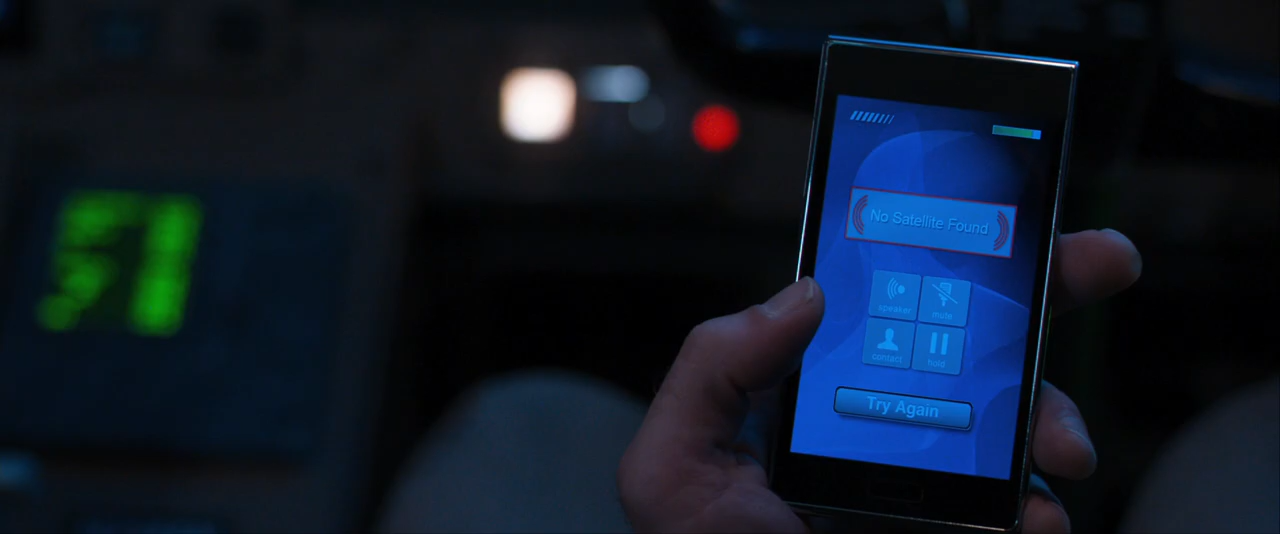 No Satellite Found
speaker
mute
contact
hold
Try Again